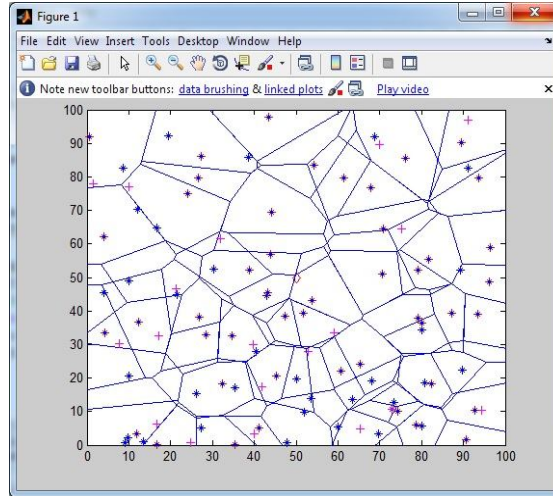 Figure 1
File Edit View Insert Tools Desktop Window Help
Note new toolbar buttons: data brushing & linked plots Play video
100
90
80
70
60
50
40
30
20
10
0
0 10 20 30 40 50 60 70 80 90 100